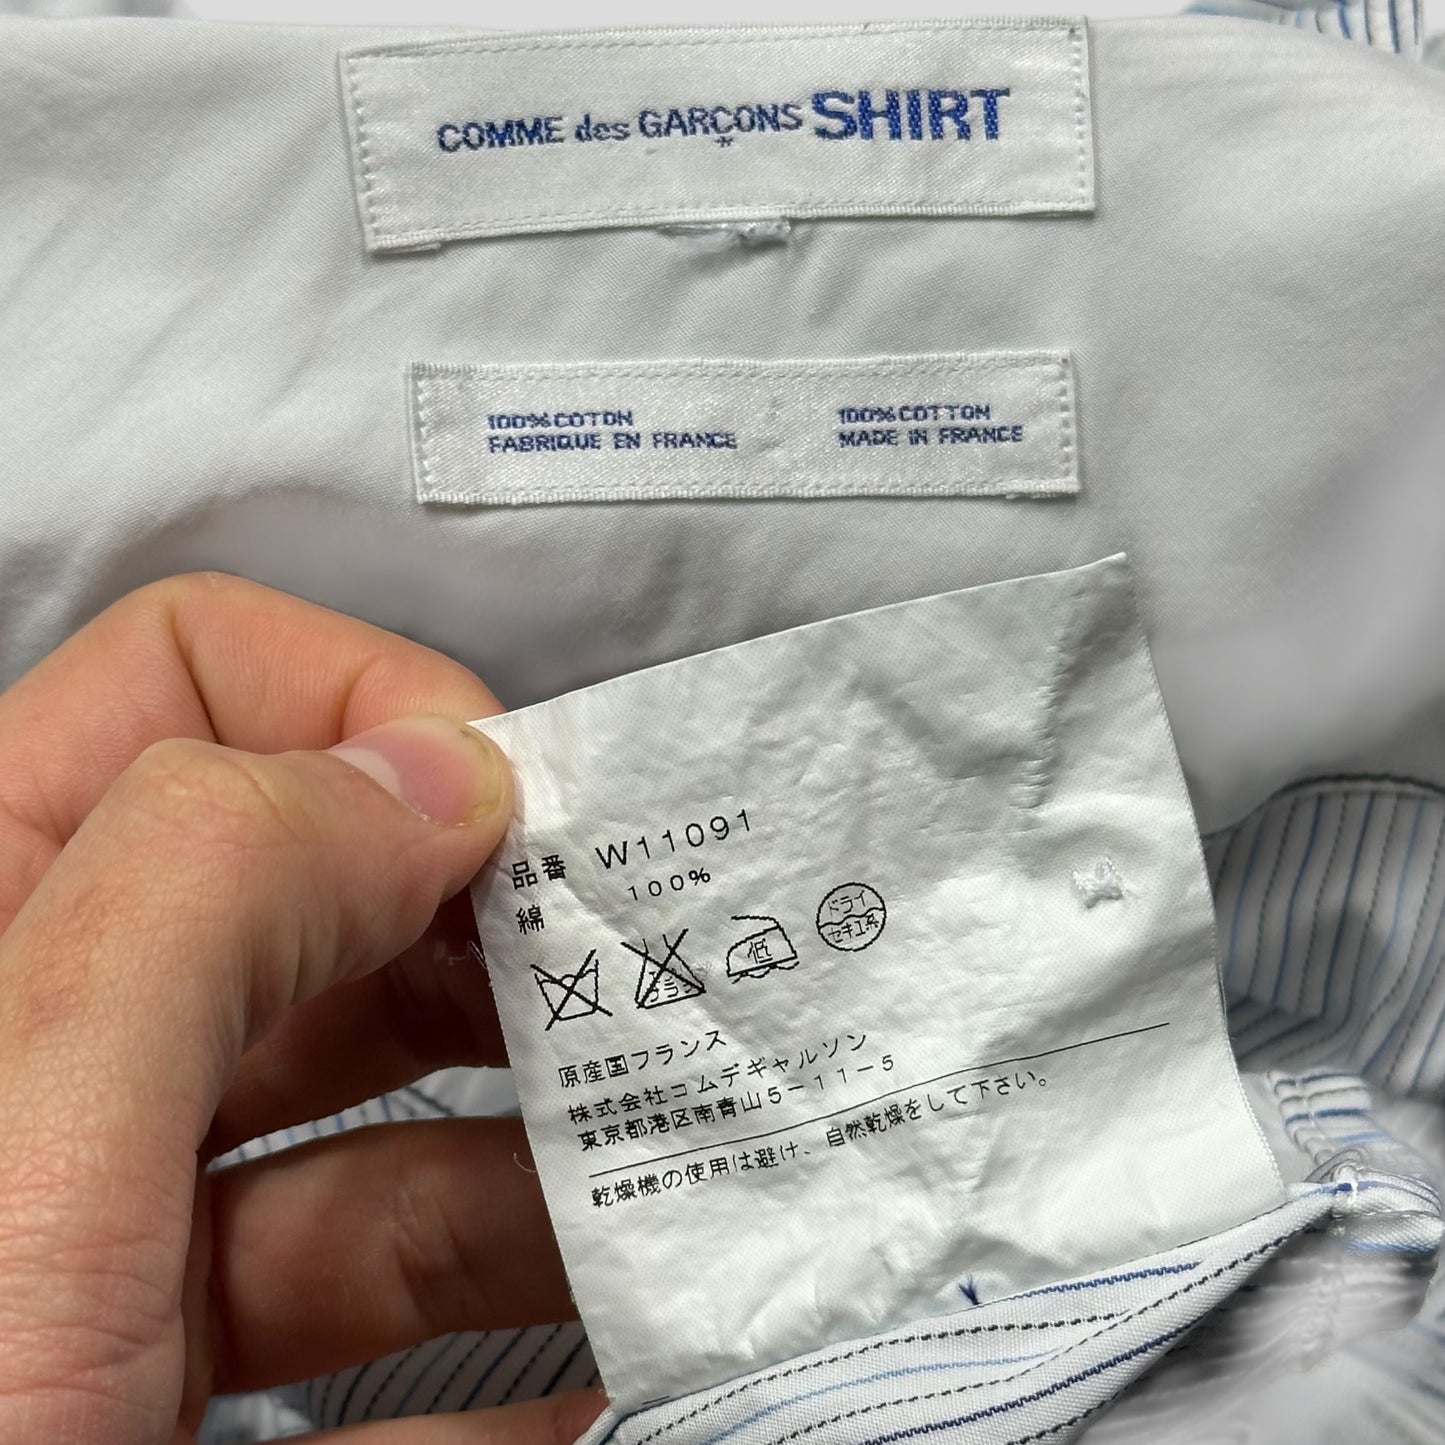 COMME des GARÇONS SHIRT
*
100% COTON
FABRIQUE EN FRANCE
100% COTTON
MADE IN FRANCE
品番 W11091
綿 100%
低
ドライ
セキユ系
原産国フランス
株式会社コムデギャルソン
東京都港区南青山5-11-5
乾燥機の使用は避け、自然乾燥をして下さい。